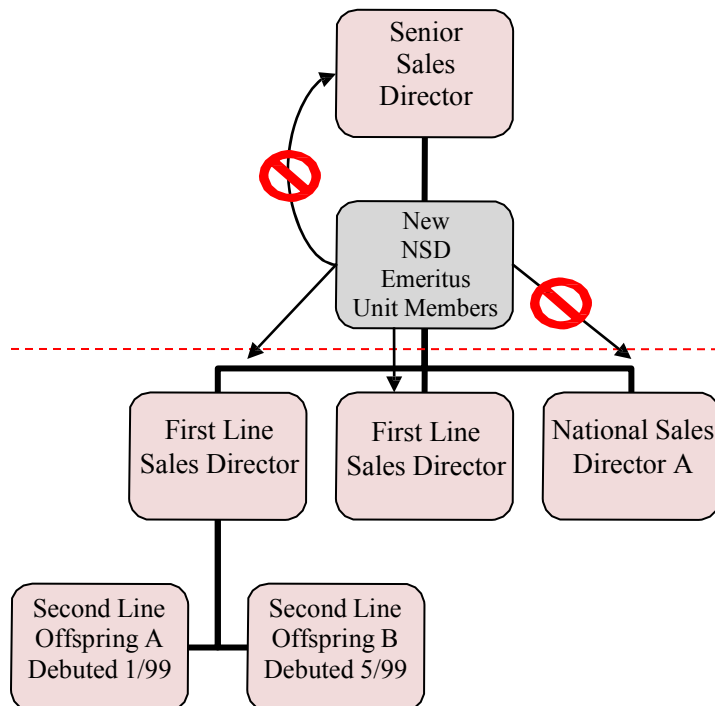 Senior
Sales
Director
New
NSD
Emeritus
Unit Members
First Line
Sales Director
First Line
Sales Director
National Sales
Director A
Second Line
Offspring A
Debuted 1/99
Second Line
Offspring B
Debuted 5/99